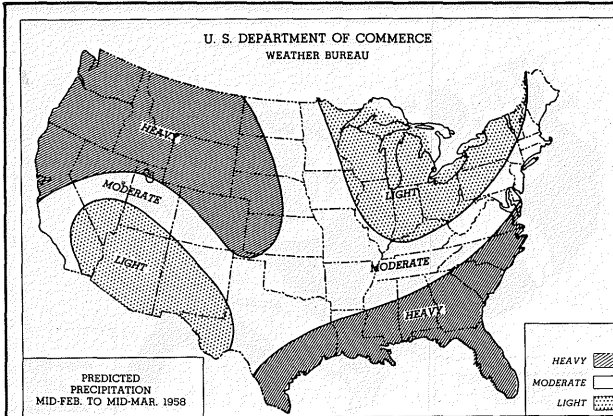 U. S. DEPARTMENT OF COMMERCE
WEATHER BUREAU
HEAVY
MODERATE
LIGHT
LIGHT
MODERATE
HEAVY
PREDICTED
PRECIPITATION
MID-FEB. TO MID-MAR. 1958
HEAVY
MODERATE
LIGHT